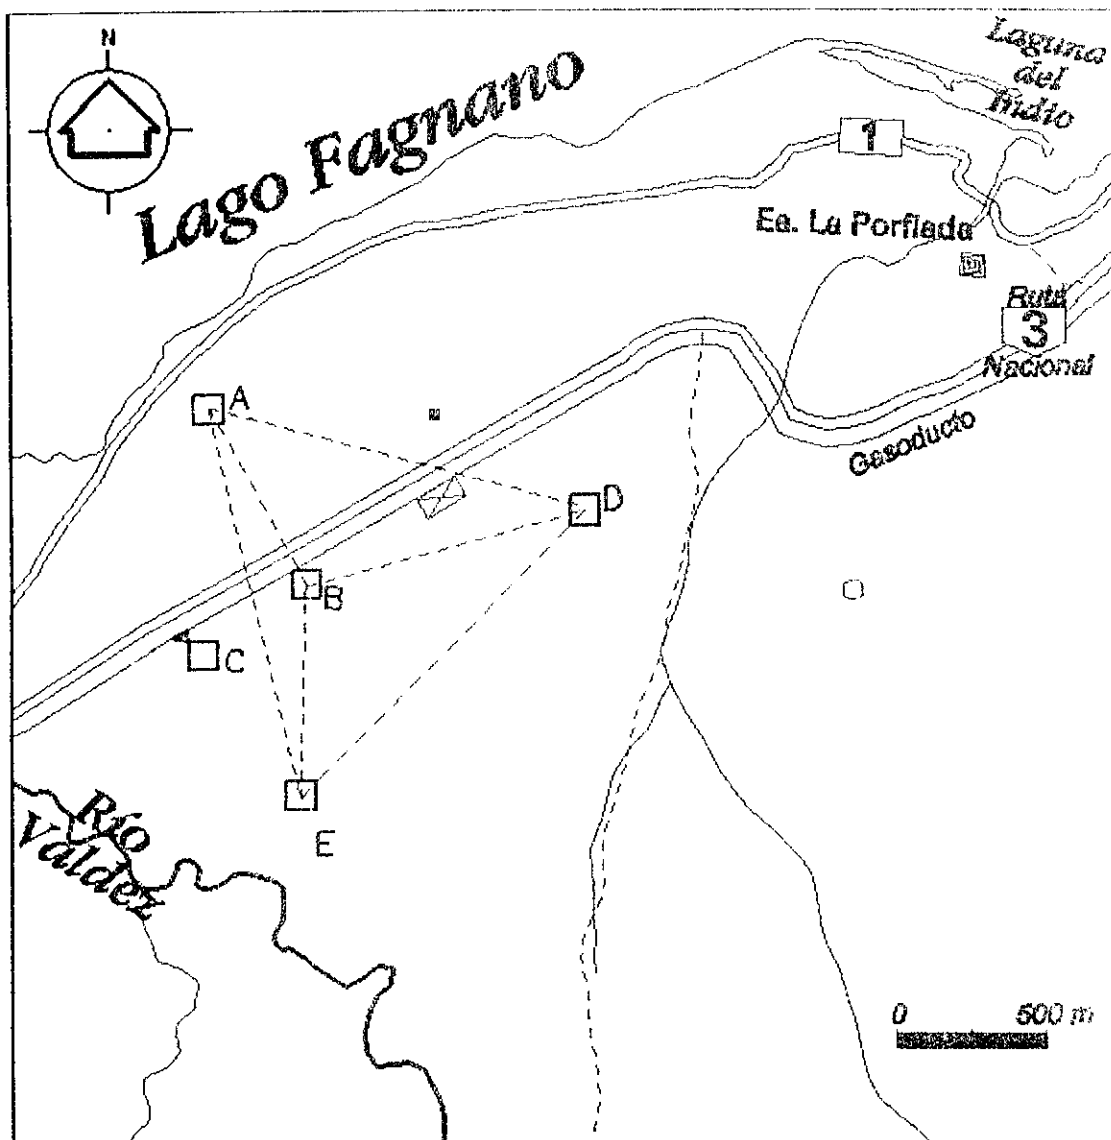 N
Lago Fagnano
Laguna
del
Indio
1
Ea. La Porfiada
Ruta
3
Nacional
Gasoducto
A
D
B
C
E
Río
Valdez
0 500 m